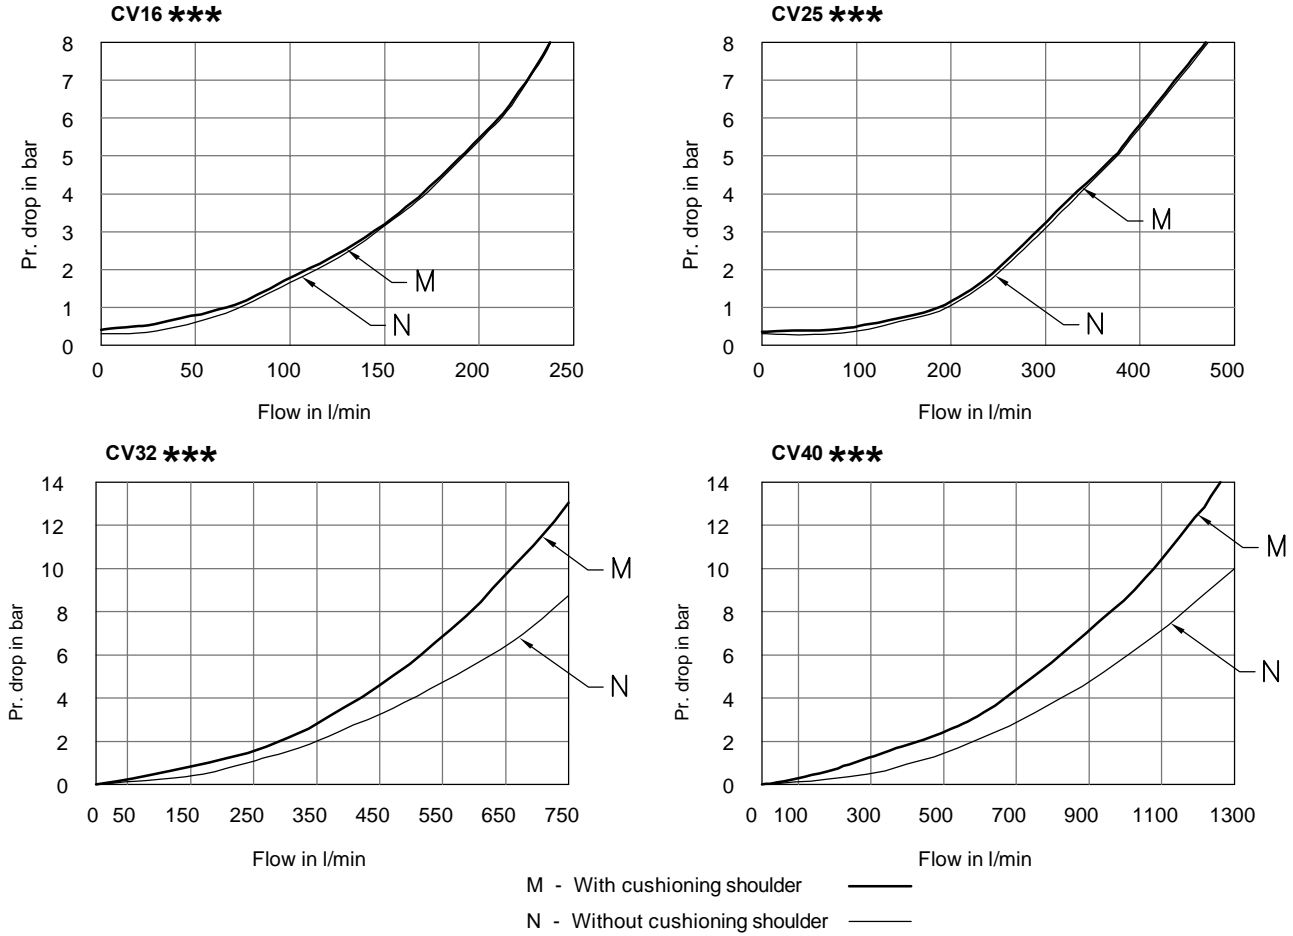 CV16 ***
8
7
6
5
4
3
2
1
0
Pr. drop in bar
M
N
0 50 100 150 200 250
Flow in l/min
CV25 ***
8
7
6
5
4
3
2
1
0
Pr. drop in bar
M
N
0 100 200 300 400 500
Flow in l/min
CV32 ***
14
12
10
8
6
4
2
0
Pr. drop in bar
M
N
0 50 150 250 350 450 550 650 750
Flow in l/min
CV40 ***
14
12
10
8
6
4
2
0
Pr. drop in bar
M
N
0 100 300 500 700 900 1100 1300
Flow in l/min
M - With cushioning shoulder
N - Without cushioning shoulder